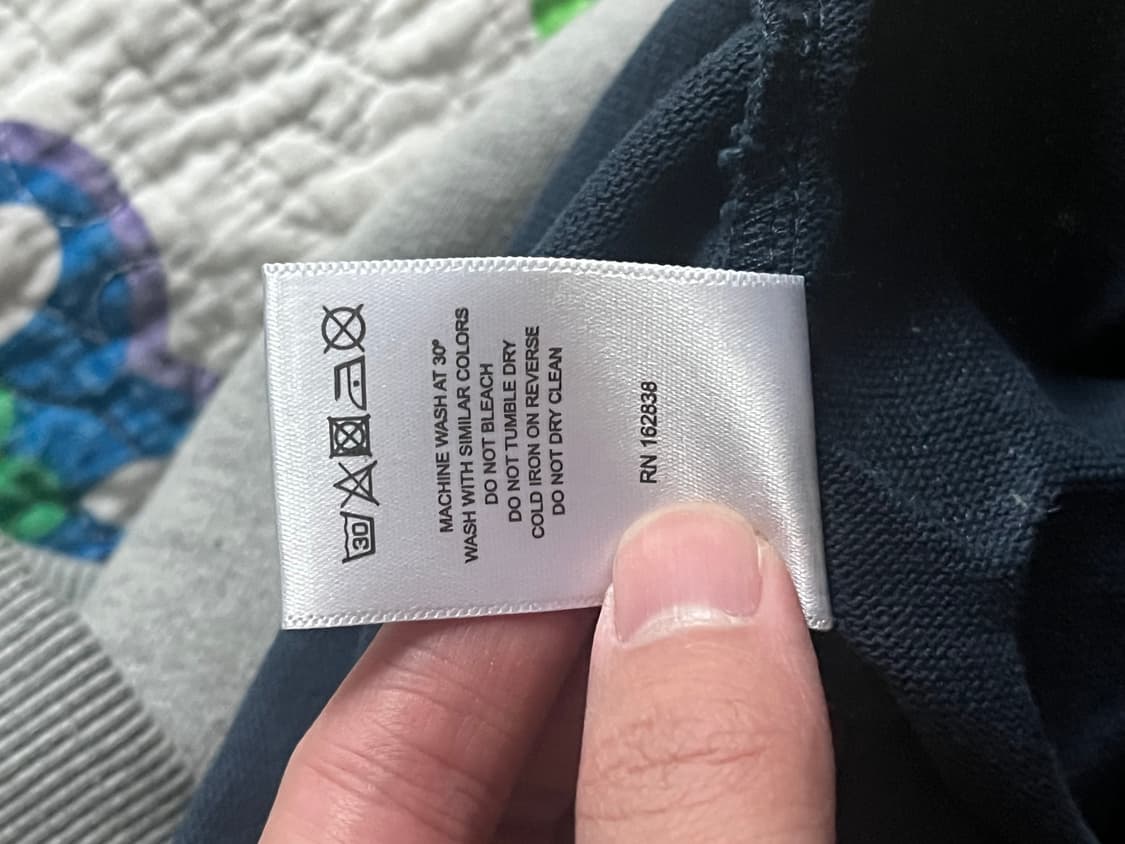 30
MACHINE WASH AT 30º
WASH WITH SIMILAR COLORS
DO NOT BLEACH
DO NOT TUMBLE DRY
COLD IRON ON REVERSE
DO NOT DRY CLEAN
RN 162838